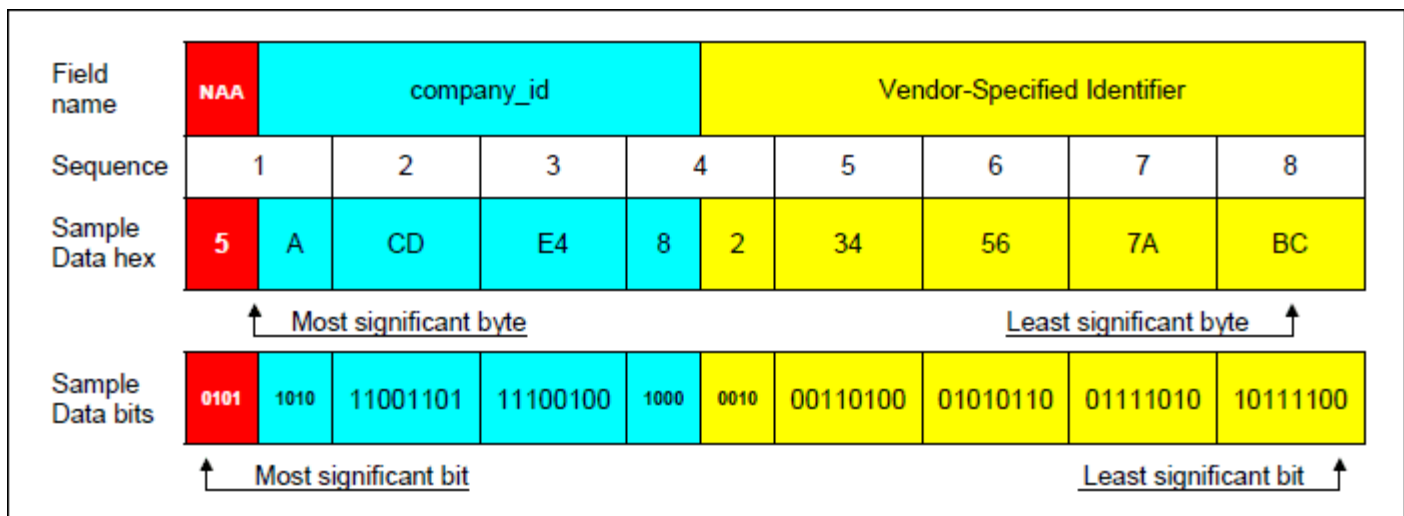 Field name NAA company_id Vendor-Specified Identifier
Sequence 1 2 3 4 5 6 7 8
Sample Data hex 5 A CD E4 8 2 34 56 7A BC
Most significant byte Least significant byte
Sample Data bits 0101 1010 11001101 11100100 1000 0010 00110100 01010110 01111010 10111100
Most significant bit Least significant bit